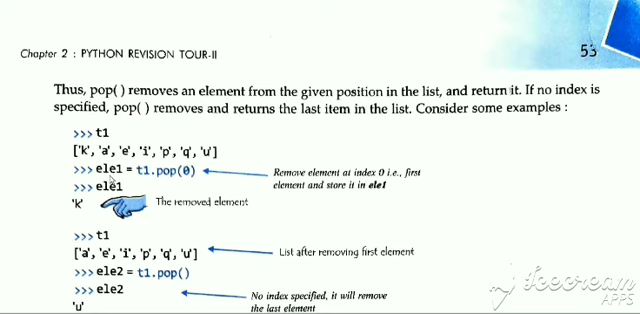 Chapter 2 : PYTHON REVISION TOUR-II
53
Thus, pop( ) removes an element from the given position in the list, and return it. If no index is
specified, pop( ) removes and returns the last item in the list. Consider some examples :
>>> t1
['k', 'a', 'e', 'i', 'p', 'q', 'u']
>>> ele1 = t1.pop(0)
Remove element at index 0 i.e., first
element and store it in ele1
>>> ele1
'k'
The removed element
>>> t1
['a', 'e', 'i', 'p', 'q', 'u']
List after removing first element
>>> ele2 = t1.pop()
>>> ele2
No index specified, it will remove
the last element
'u'
Icecream
APPS